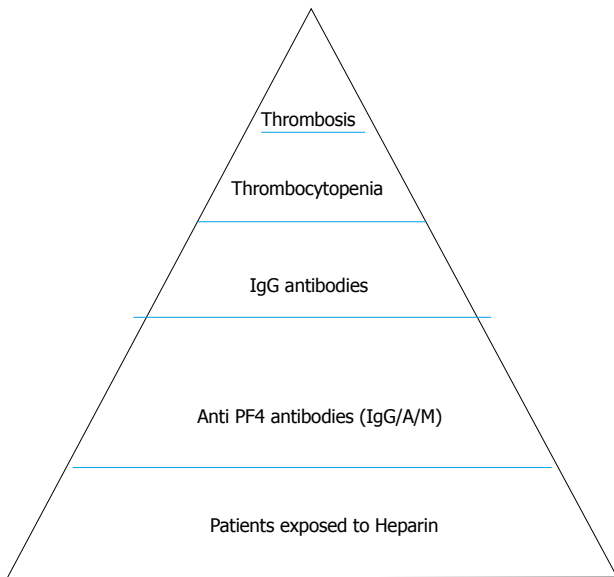 Thrombosis
Thrombocytopenia
IgG antibodies
Anti PF4 antibodies (IgG/A/M)
Patients exposed to Heparin